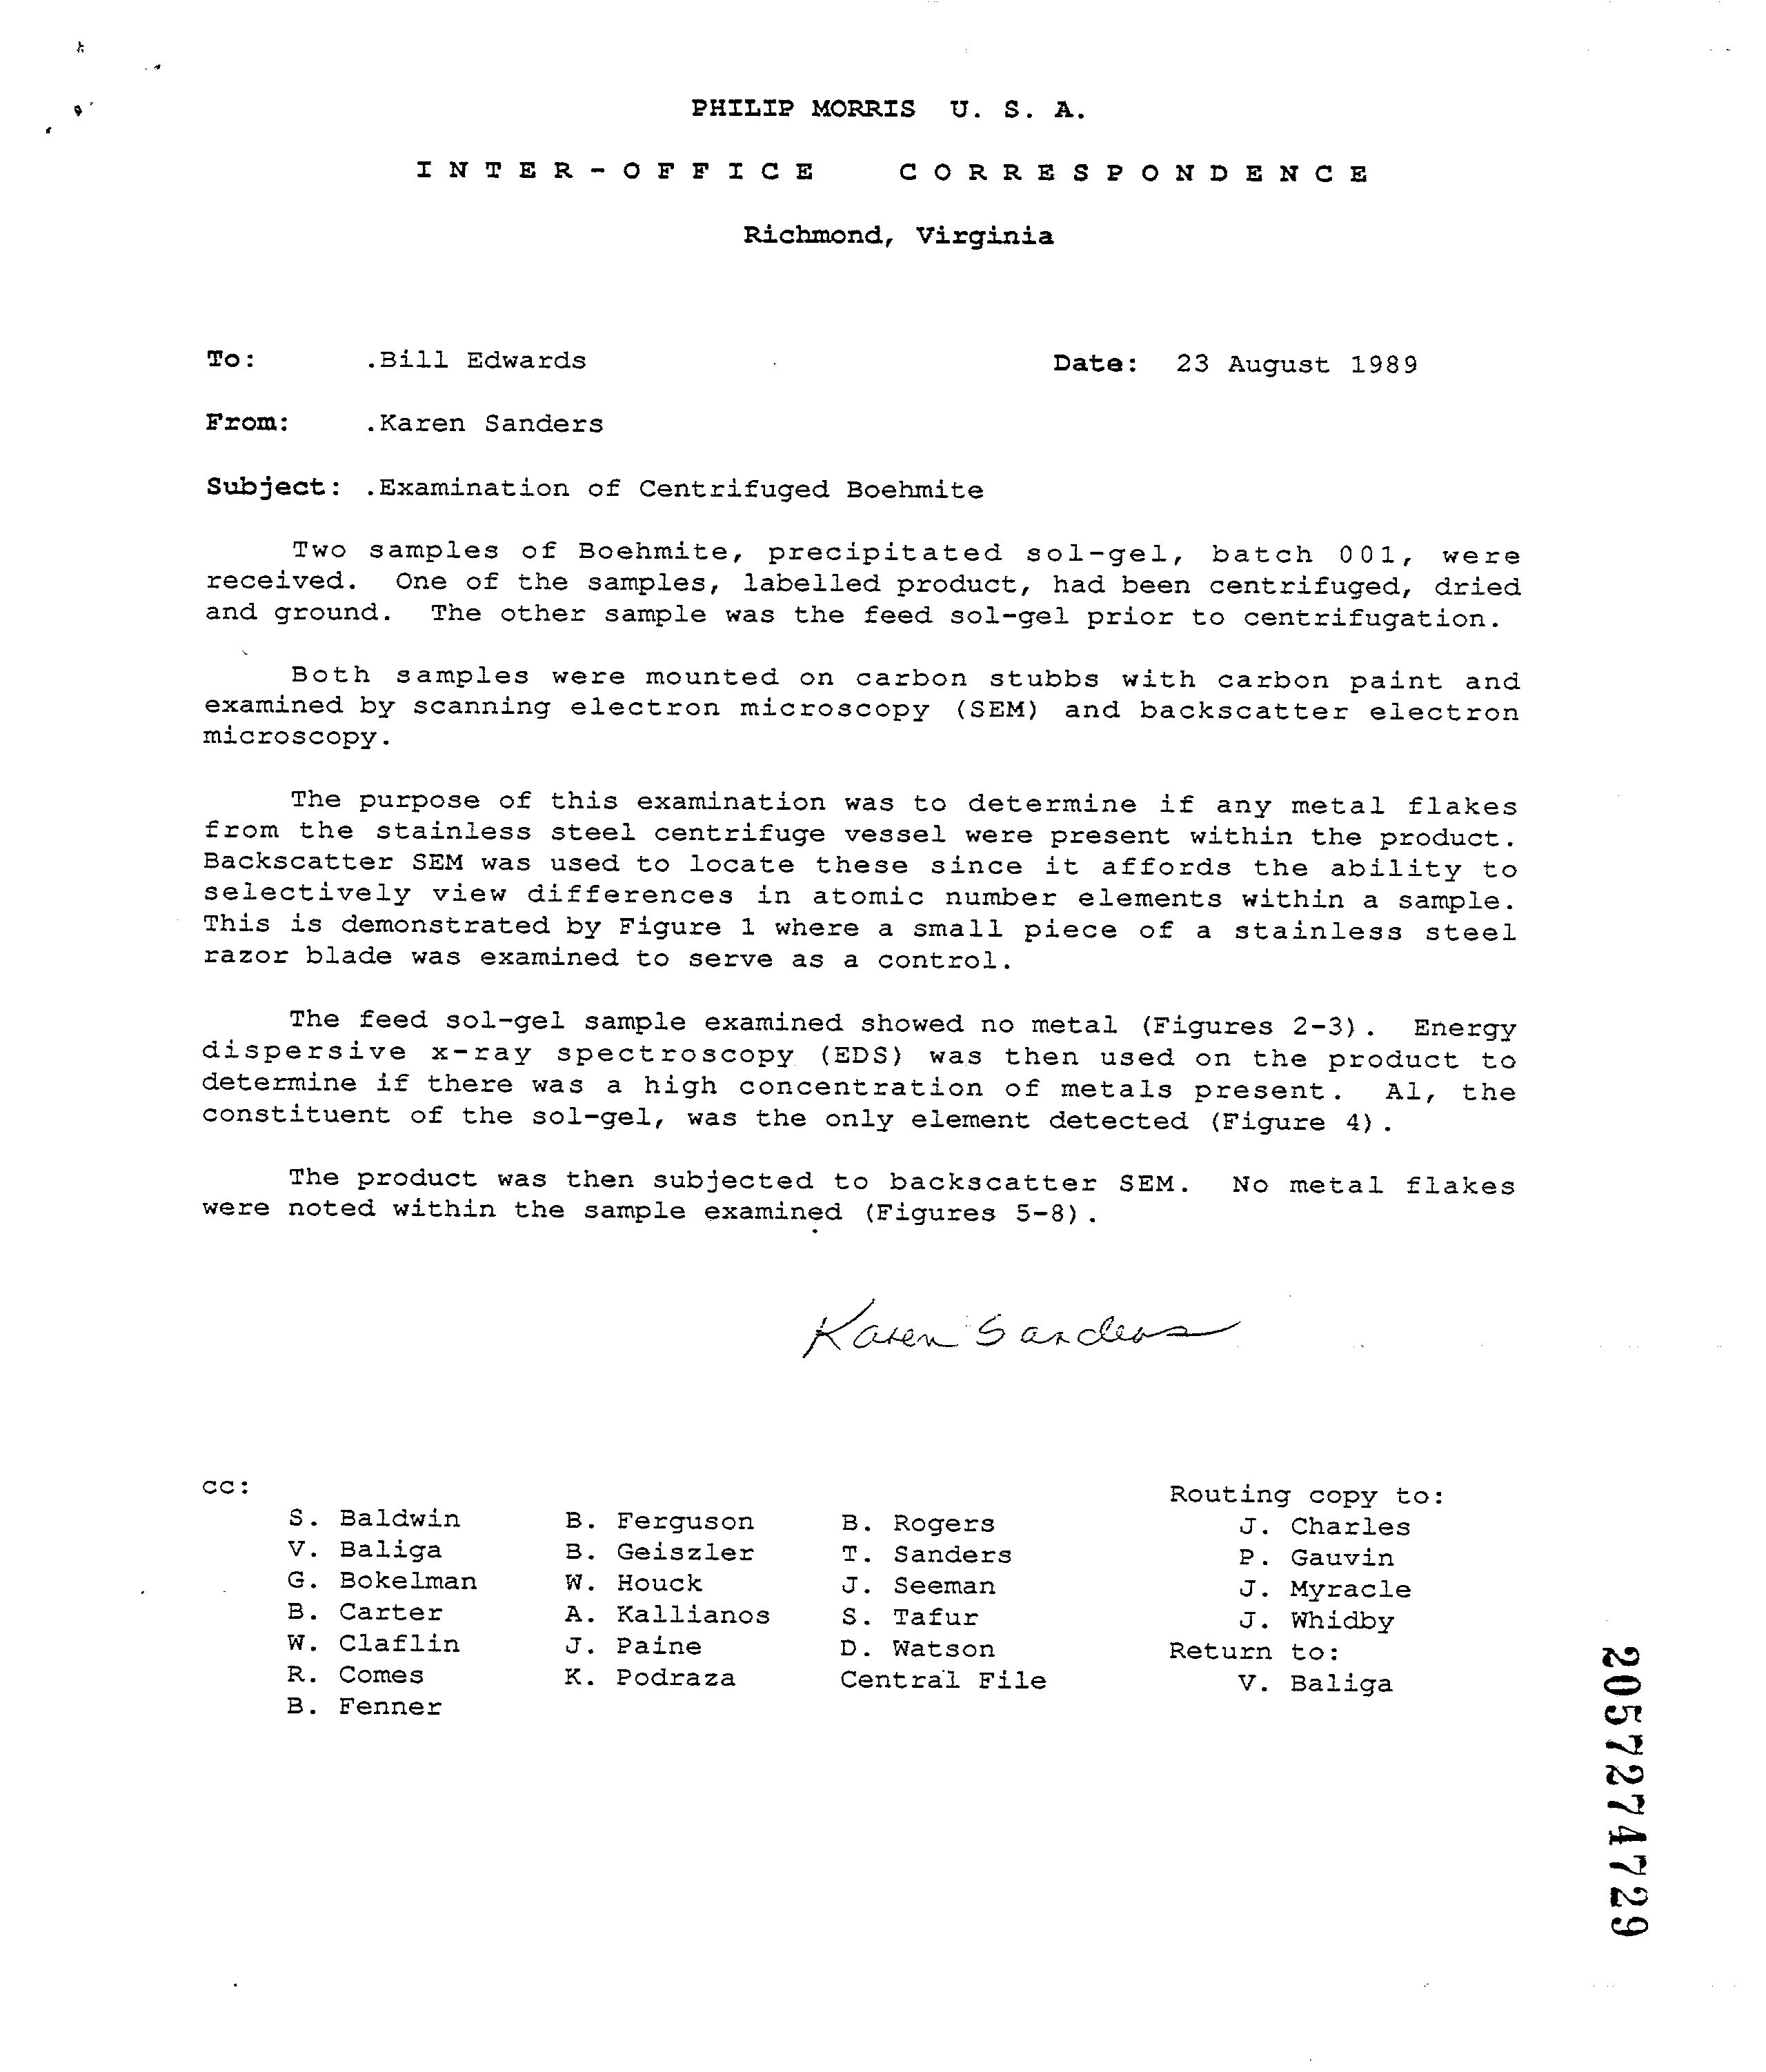 PHILIP MORRIS U. S. A.
INTER-OFFICE CORRESPONDENCE
Richmond, Virginia
To: .Bill Edwards Date: 23 August 1989
From: .Karen Sanders
Subject: .Examination of Centrifuged Boehmite
Two samples of Boehmite, precipitated sol-gel, batch 001, were
received. One of the samples, labelled product, had been centrifuged, dried
and ground. The other sample was the feed sol-gel prior to centrifugation.
Both samples were mounted on carbon stubbs with carbon paint and
examined by scanning electron microscopy (SEM) and backscatter electron
microscopy.
The purpose of this examination was to determine if any metal flakes
from the stainless steel centrifuge vessel were present within the product.
Backscatter SEM was used to locate these since it affords the ability to
selectively view differences in atomic number elements within a sample.
This is demonstrated by Figure 1 where a small piece of a stainless steel
razor blade was examined to serve as a control.
The feed sol-gel sample examined showed no metal (Figures 2-3). Energy
dispersive x-ray spectroscopy (EDS) was then used on the product to
determine if there was a high concentration of metals present. Al, the
constituent of the sol-gel, was the only element detected (Figure 4).
The product was then subjected to backscatter SEM. No metal flakes
were noted within the sample examined (Figures 5-8).
Karen Sanders
cc: Routing copy to:
S. Baldwin B. Ferguson B. Rogers J. Charles
V. Baliga B. Geiszler T. Sanders P. Gauvin
G. Bokelman W. Houck J. Seeman J. Myracle
B. Carter A. Kallianos S. Tafur J. Whidby
W. Claflin J. Paine D. Watson Return to:
R. Comes K. Podraza Central File V. Baliga
B. Fenner
2057274729